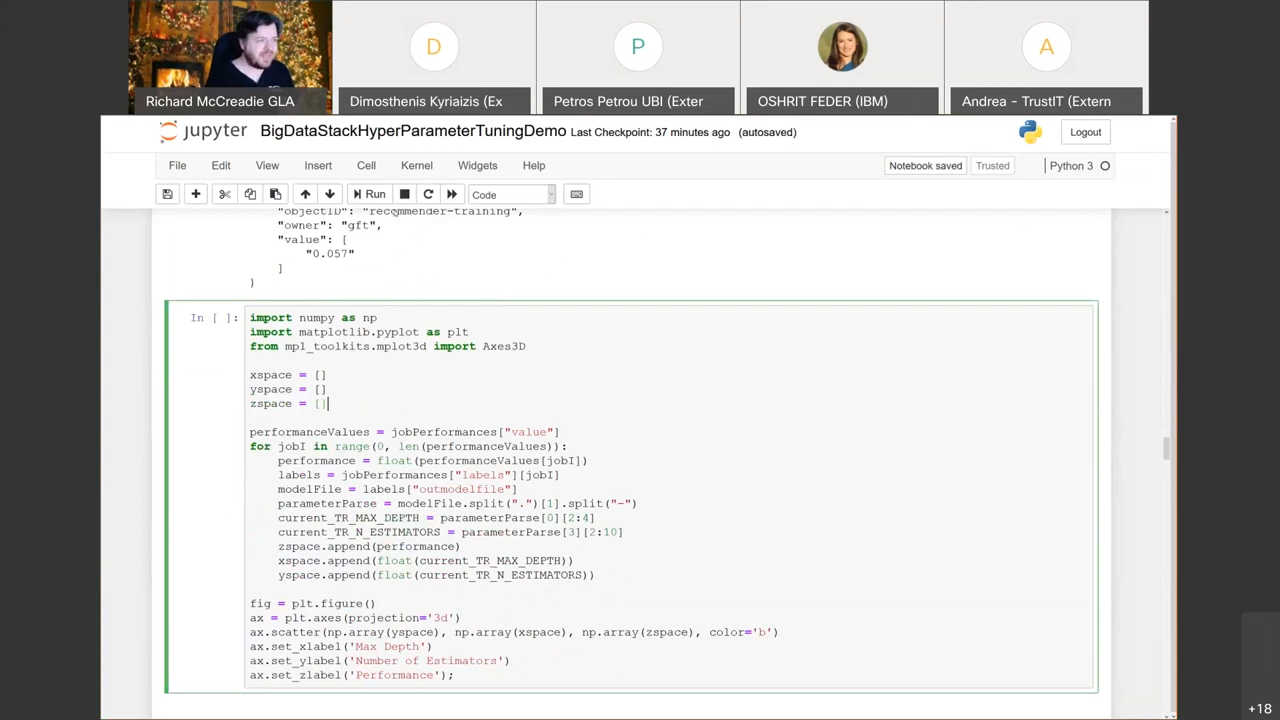 D
P
A
Richard McCreadie GLA
Dimosthenis Kyriaizis (Ex
Petros Petrou UBI (Exter
OSHRIT FEDER (IBM)
Andrea - TrustIT (Extern
jupyter BigDataStackHyperParameterTuningDemo Last Checkpoint: 37 minutes ago (autosaved)
Logout
File Edit View Insert Cell Kernel Widgets Help
Notebook saved Trusted Python 3
Run Code
"objectID": "recommender-training",
"owner": "gft",
"value": [
"0.057"
]
}
In [ ]:
import numpy as np
import matplotlib.pyplot as plt
from mpl_toolkits.mplot3d import Axes3D
xspace = []
yspace = []
zspace = []
performanceValues = jobPerformances["value"]
for jobI in range(0, len(performanceValues)):
performance = float(performanceValues[jobI])
labels = jobPerformances["labels"][jobI]
modelFile = labels["outmodelfile"]
parameterParse = modelFile.split(".")[1].split("-")
current_TR_MAX_DEPTH = parameterParse[0][2:4]
current_TR_N_ESTIMATORS = parameterParse[3][2:10]
zspace.append(performance)
xspace.append(float(current_TR_MAX_DEPTH))
yspace.append(float(current_TR_N_ESTIMATORS))
fig = plt.figure()
ax = plt.axes(projection='3d')
ax.scatter(np.array(yspace), np.array(xspace), np.array(zspace), color='b')
ax.set_xlabel('Max Depth')
ax.set_ylabel('Number of Estimators')
ax.set_zlabel('Performance');
+18